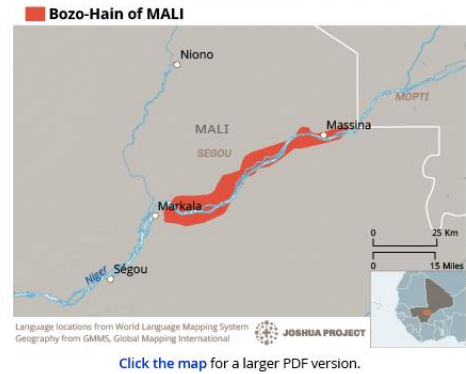 Bozo-Hain of MALI
Niono
MOPTI
Massina
MALI
SEGOU
Markala
Niger
Ségou
0 25 Km
0 15 Miles
Language locations from World Language Mapping System
Geography from GMMS, Global Mapping International
JOSHUA PROJECT
Click the map for a larger PDF version.